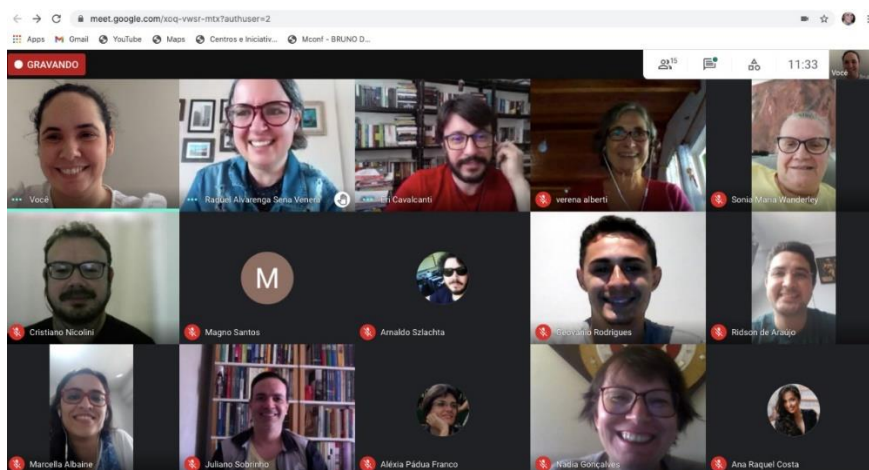 meet.google.com/xoq-vwsr-mtx?authuser=2
Apps Gmail YouTube Maps Centros e Iniciativ... Mconf - BRUNO D...
GRAVANDO 15 11:33 Você
Você Raquel Alvarenga Sena Venera Eri Cavalcanti verena alberti Sonia Maria Wanderley
Cristiano Nicolini M Magno Santos Arnaldo Szlachta Rodrigues Ridson de Araújo
Marcella Albaine Juliano Sobrinho Aléxia Pádua Franco Nadia Gonçalves Ana Raquel Costa